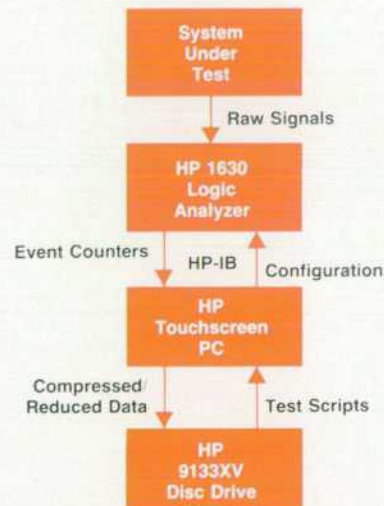 System
Under
Test
Raw Signals
HP 1630
Logic
Analyzer
Event Counters
HP-IB
Configuration
HP
Touchscreen
PC
Compressed/
Reduced Data
Test Scripts
HP
9133XV
Disc Drive